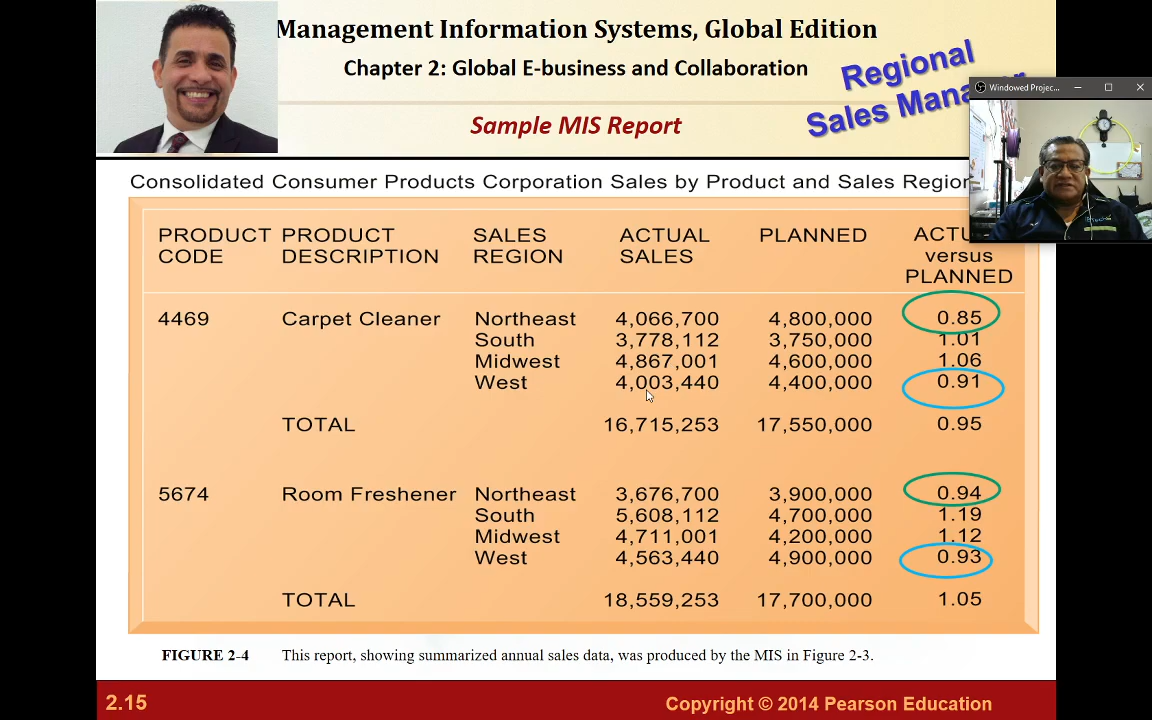 Management Information Systems, Global Edition
Chapter 2: Global E-business and Collaboration
Regional
Sales
Sample MIS Report
Windowed Projec...
Consolidated Consumer Products Corporation Sales by Product and Sales
PRODUCT CODE PRODUCT DESCRIPTION SALES REGION ACTUAL SALES PLANNED versus PLANNED
4469 Carpet Cleaner Northeast 4,066,700 4,800,000 0.85
South 3,778,112 3,750,000 1.01
Midwest 4,867,001 4,600,000 1.06
West 4,003,440 4,400,000 0.91
TOTAL 16,715,253 17,550,000 0.95
5674 Room Freshener Northeast 3,676,700 3,900,000 0.94
South 5,608,112 4,700,000 1.19
Midwest 4,711,001 4,200,000 1.12
West 4,563,440 4,900,000 0.93
TOTAL 18,559,253 17,700,000 1.05
FIGURE 2-4 This report, showing summarized annual sales data, was produced by the MIS in Figure 2-3.
2.15 Copyright © 2014 Pearson Education